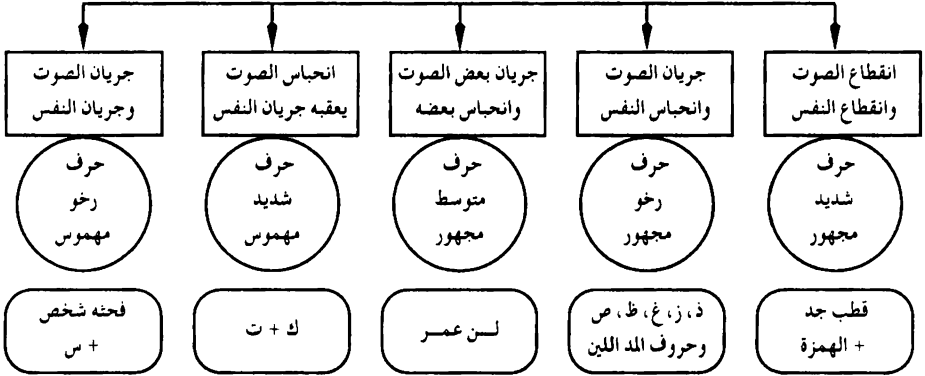 انقطاع الصوت
وانقطاع النفس
جريان الصوت
وانحباس النفس
جريان بعض الصوت
وانحباس بعضه
انحباس الصوت
يعقبه جريان النفس
جريان الصوت
وجريان النفس
حرف
شديد
مجهور
حرف
رخو
مجهور
حرف
متوسط
مجهور
حرف
شديد
مهموس
حرف
رخو
مهموس
قطب جد
+ الهمزة
ذ، ز، غ، ظ، ص
وحروف المد اللين
لـــن عمـــر
ك + ت
فحثه شخص
+ س